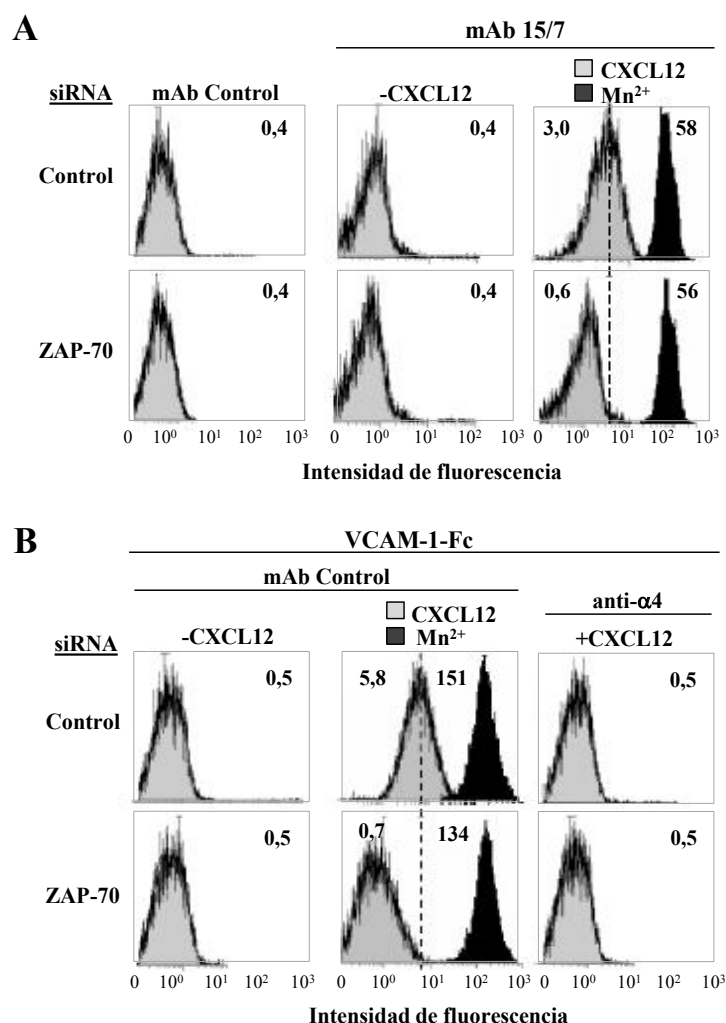 A
mAb 15/7
CXCL12
Mn²⁺
siRNA
mAb Control
-CXCL12
Control
0,4
0,4
3,0
58
ZAP-70
0,4
0,4
0,6
56
0 10⁰ 10¹ 10² 10³
0 10⁰ 10¹ 10² 10³
0 10⁰ 10¹ 10² 10³
Intensidad de fluorescencia
B
VCAM-1-Fc
mAb Control
anti-α4
CXCL12
Mn²⁺
siRNA
-CXCL12
+CXCL12
Control
0,5
5,8
151
0,5
ZAP-70
0,5
0,7
134
0,5
0 10⁰ 10¹ 10² 10³
0 10⁰ 10¹ 10² 10³
0 10⁰ 10¹ 10² 10³
Intensidad de fluorescencia